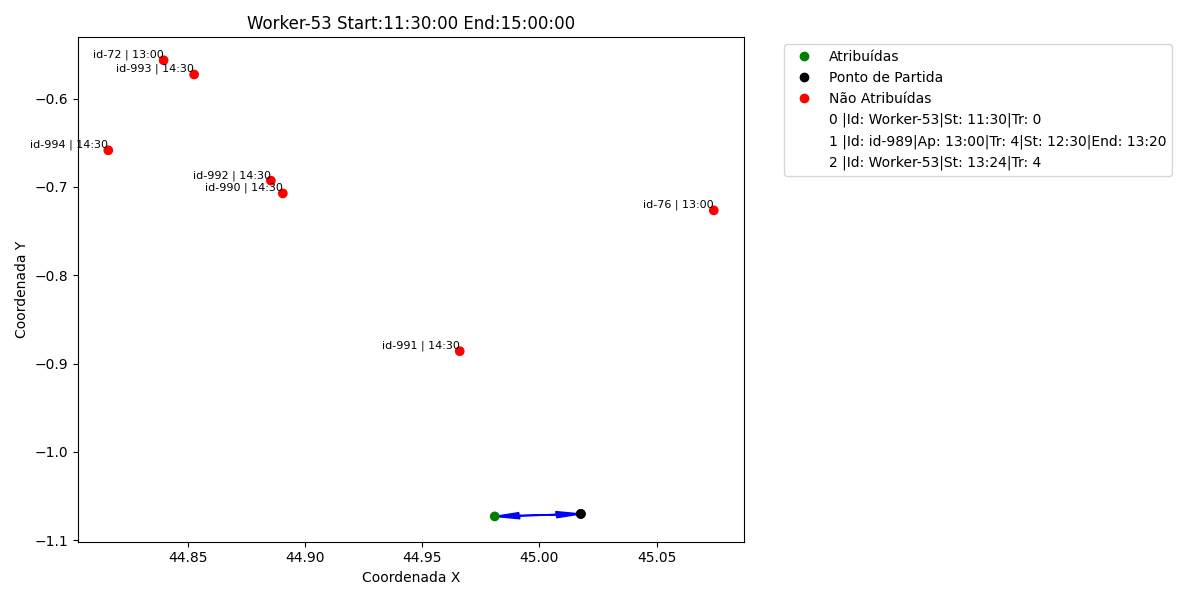 Worker-53 Start:11:30:00 End:15:00:00
id-72 | 13:00
id-993 | 14:30
id-994 | 14:30
id-992 | 14:30
id-990 | 14:30
id-76 | 13:00
id-991 | 14:30
−0.6
−0.7
−0.8
−0.9
−1.0
−1.1
Coordenada Y
44.85
44.90
44.95
45.00
45.05
Coordenada X
Atribuídas
Ponto de Partida
Não Atribuídas
0 |Id: Worker-53|St: 11:30|Tr: 0
1 |Id: id-989|Ap: 13:00|Tr: 4|St: 12:30|End: 13:20
2 |Id: Worker-53|St: 13:24|Tr: 4